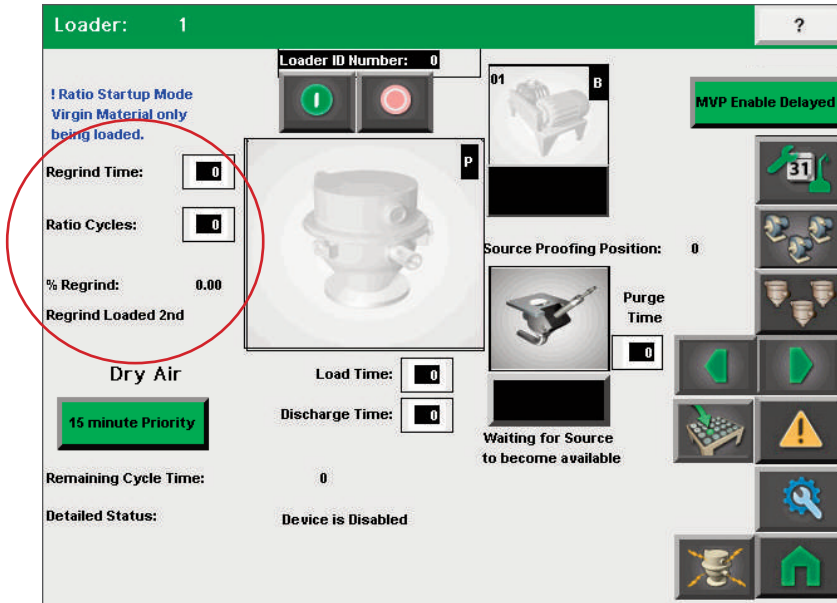 Loader: 1
?
Loader ID Number: 0
! Ratio Startup Mode
Virgin Material only
being loaded.
01
B
MVP Enable Delayed
31
P
Regrind Time: 0
Ratio Cycles: 0
Source Proofing Position: 0
% Regrind: 0.00
Regrind Loaded 2nd
Purge
Time
0
Dry Air
Load Time: 0
15 minute Priority
Discharge Time: 0
Waiting for Source
to become available
Remaining Cycle Time: 0
Detailed Status: Device is Disabled